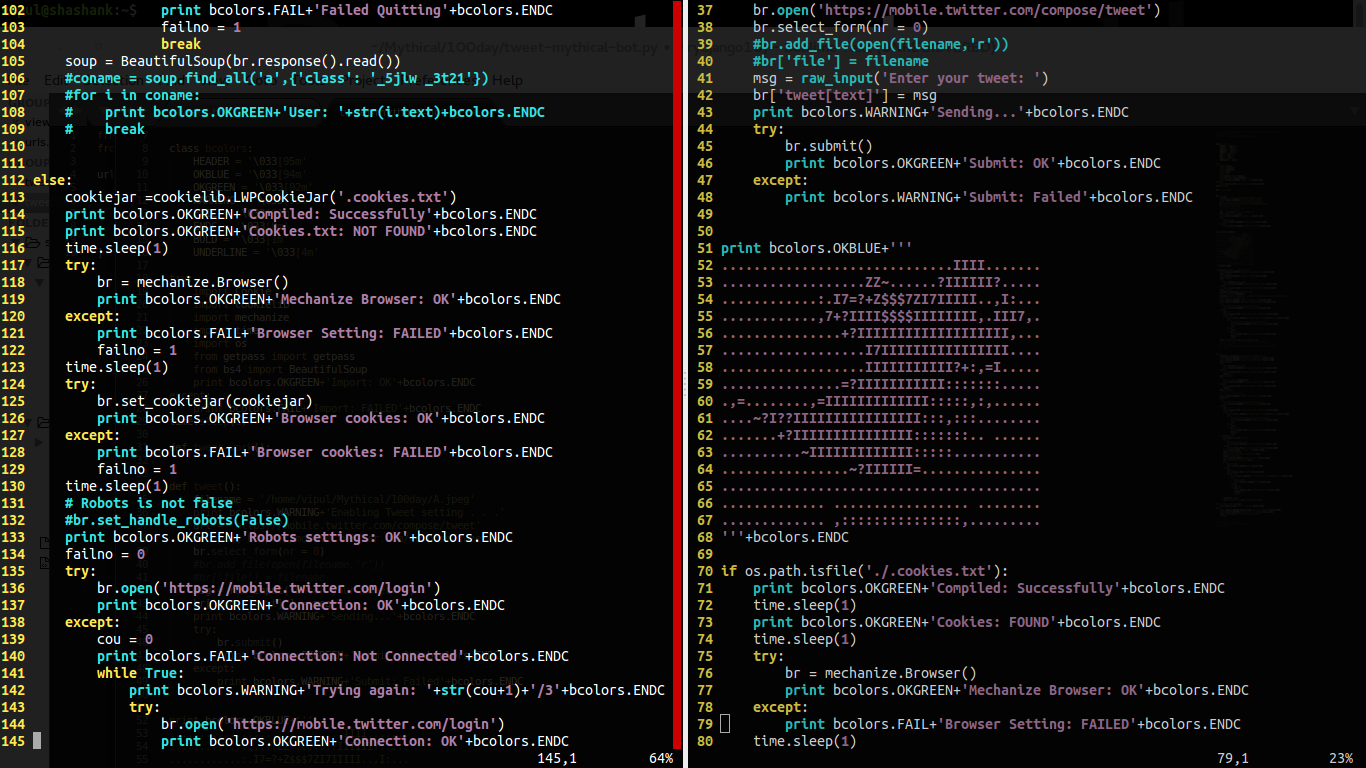 102                 print bcolors.FAIL+'Failed Quitting'+bcolors.ENDC
103                 failno = 1
104                 break
105     soup = BeautifulSoup(br.response().read())
106     #coname = soup.find_all('a',{'class': '_5jlw _3t21'})
107     #for i in coname:
108     #    print bcolors.OKGREEN+'User: '+str(i.text)+bcolors.ENDC
109     #    break
110
111
112 else:
113     cookiejar =cookielib.LWPCookieJar('.cookies.txt')
114     print bcolors.OKGREEN+'Compiled: Successfully'+bcolors.ENDC
115     print bcolors.OKGREEN+'Cookies.txt: NOT FOUND'+bcolors.ENDC
116     time.sleep(1)
117     try:
118         br = mechanize.Browser()
119         print bcolors.OKGREEN+'Mechanize Browser: OK'+bcolors.ENDC
120     except:
121         print bcolors.FAIL+'Browser Setting: FAILED'+bcolors.ENDC
122         failno = 1
123     time.sleep(1)
124     try:
125         br.set_cookiejar(cookiejar)
126         print bcolors.OKGREEN+'Browser cookies: OK'+bcolors.ENDC
127     except:
128         print bcolors.FAIL+'Browser cookies: FAILED'+bcolors.ENDC
129         failno = 1
130     time.sleep(1)
131     # Robots is not false
132     #br.set_handle_robots(False)
133     print bcolors.OKGREEN+'Robots settings: OK'+bcolors.ENDC
134     failno = 0
135     try:
136         br.open('https://mobile.twitter.com/login')
137         print bcolors.OKGREEN+'Connection: OK'+bcolors.ENDC
138     except:
139         cou = 0
140         print bcolors.FAIL+'Connection: Not Connected'+bcolors.ENDC
141         while True:
142             print bcolors.WARNING+'Trying again: '+str(cou+1)+'/3'+bcolors.ENDC
143             try:
144                 br.open('https://mobile.twitter.com/login')
145                 print bcolors.OKGREEN+'Connection: OK'+bcolors.ENDC
145,1 64%
37     br.open('https://mobile.twitter.com/compose/tweet')
38     br.select_form(nr = 0)
39     #br.add_file(open(filename,'r'))
40     #br['file'] = filename
41     msg = raw_input('Enter your tweet: ')
42     br['tweet[text]'] = msg
43     print bcolors.WARNING+'Sending...'+bcolors.ENDC
44     try:
45         br.submit()
46         print bcolors.OKGREEN+'Submit: OK'+bcolors.ENDC
47     except:
48         print bcolors.WARNING+'Submit: Failed'+bcolors.ENDC
49
50
51 print bcolors.OKBLUE+'''
52 .............................IIII.......
53 ..................ZZ~......?IIIIII?.....
54 ............:.I7=?+Z$$$7ZI7IIIII..,I:...
55 ............,7+?IIII$$$$IIIIIIII,.III7,.
56 ...............+?IIIIIIIIIIIIIIIIIII,...
57 ..................I7IIIIIIIIIIIIIIII....
58 ..................IIIIIIIIIII?+:,=I.....
59 ...............=?IIIIIIIIIII:::::::.....
60 .,=........,=IIIIIIIIIIIII:::::,:,......
61 ....~?I??IIIIIIIIIIIIIIII:::,:::........
62 .......+?IIIIIIIIIIIIIII:::::::.. ......
63 ..........~IIIIIIIIIIIII:::::...........
64 ................~?IIIIII=...............
65 ........................................
66 ............. ................. ........
67 ............. ,:::::::::::::::,.........
68 '''+bcolors.ENDC
69
70 if os.path.isfile('./.cookies.txt'):
71     print bcolors.OKGREEN+'Compiled: Successfully'+bcolors.ENDC
72     time.sleep(1)
73     print bcolors.OKGREEN+'Cookies: FOUND'+bcolors.ENDC
74     time.sleep(1)
75     try:
76         br = mechanize.Browser()
77         print bcolors.OKGREEN+'Mechanize Browser: OK'+bcolors.ENDC
78     except:
79         print bcolors.FAIL+'Browser Setting: FAILED'+bcolors.ENDC
80     time.sleep(1)
79,1 23%